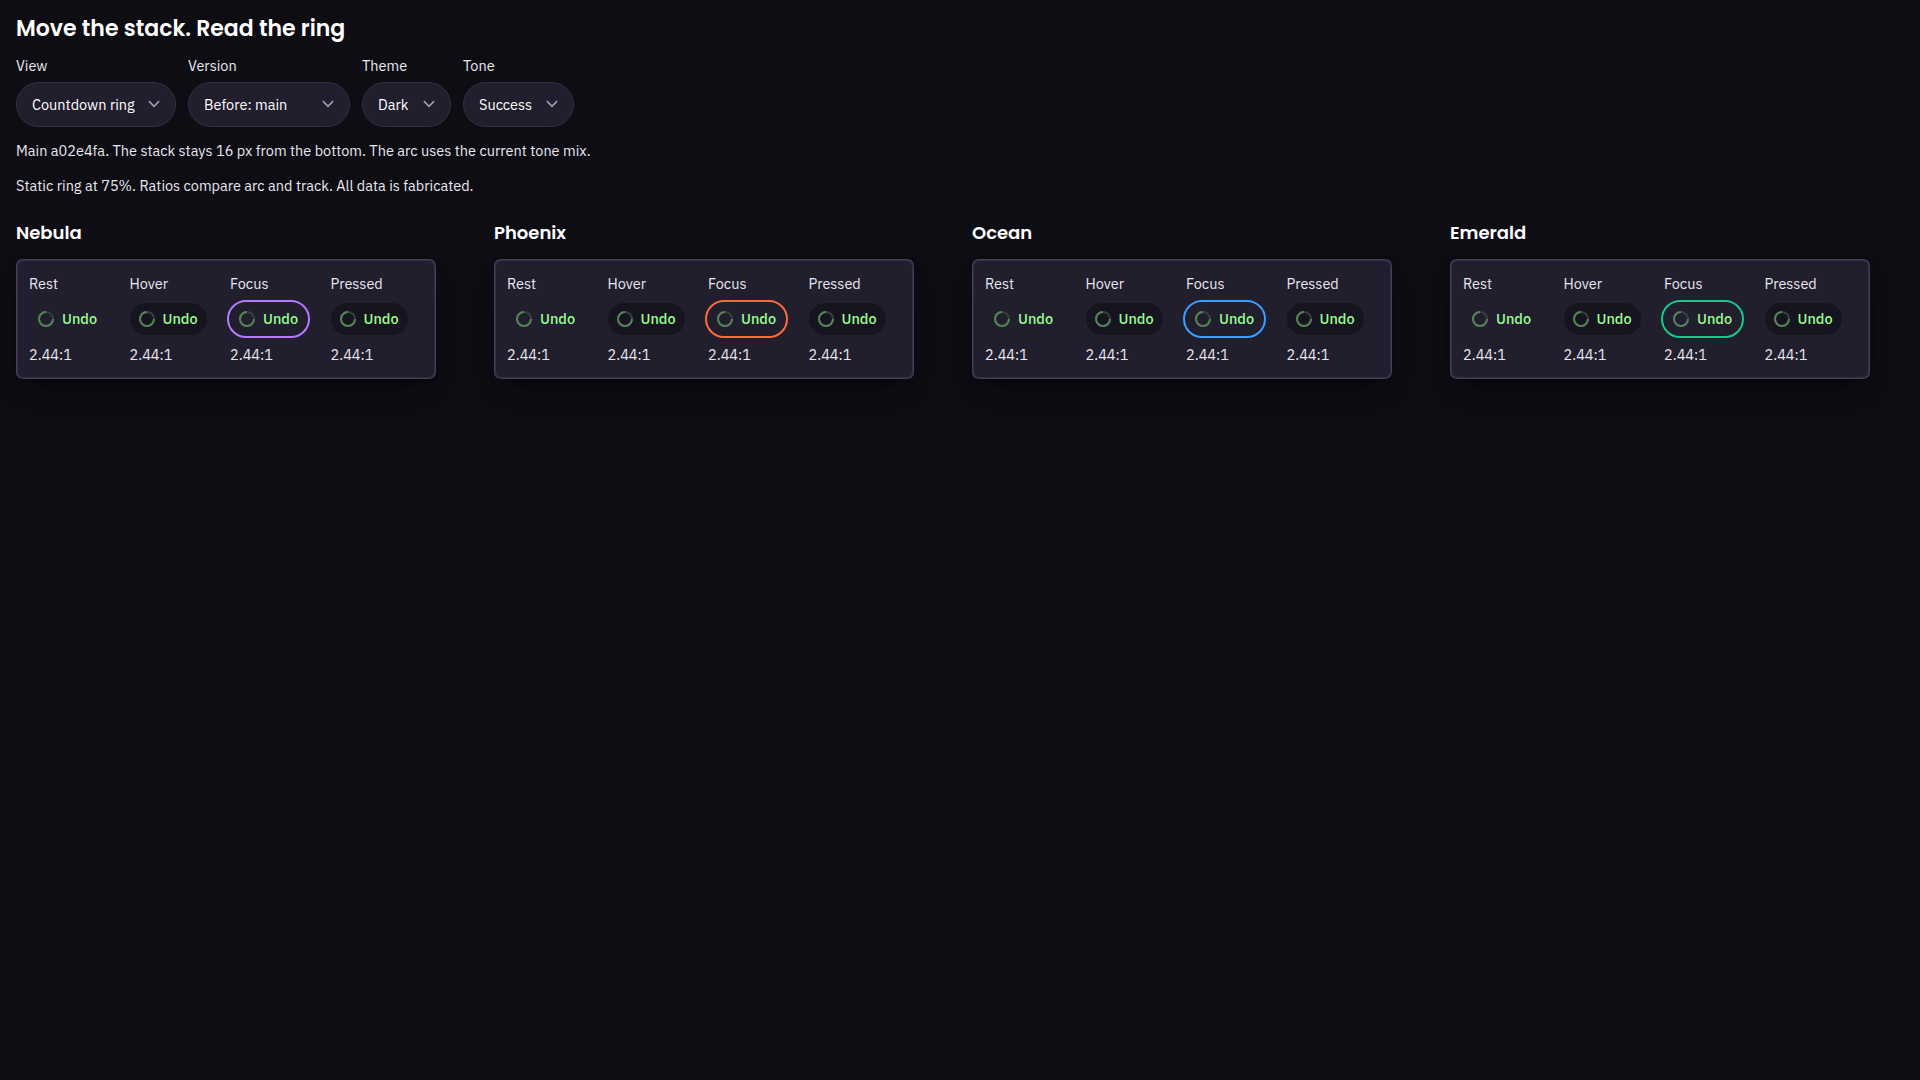 Move the stack. Read the ring
View Version Theme Tone
Countdown ring Before: main Dark Success
Main a02e4fa. The stack stays 16 px from the bottom. The arc uses the current tone mix.
Static ring at 75%. Ratios compare arc and track. All data is fabricated.
Nebula Phoenix Ocean Emerald
Rest Hover Focus Pressed Rest Hover Focus Pressed Rest Hover Focus Pressed Rest Hover Focus Pressed
Undo Undo Undo Undo Undo Undo Undo Undo Undo Undo Undo Undo Undo Undo Undo Undo
2.44:1 2.44:1 2.44:1 2.44:1 2.44:1 2.44:1 2.44:1 2.44:1 2.44:1 2.44:1 2.44:1 2.44:1 2.44:1 2.44:1 2.44:1 2.44:1